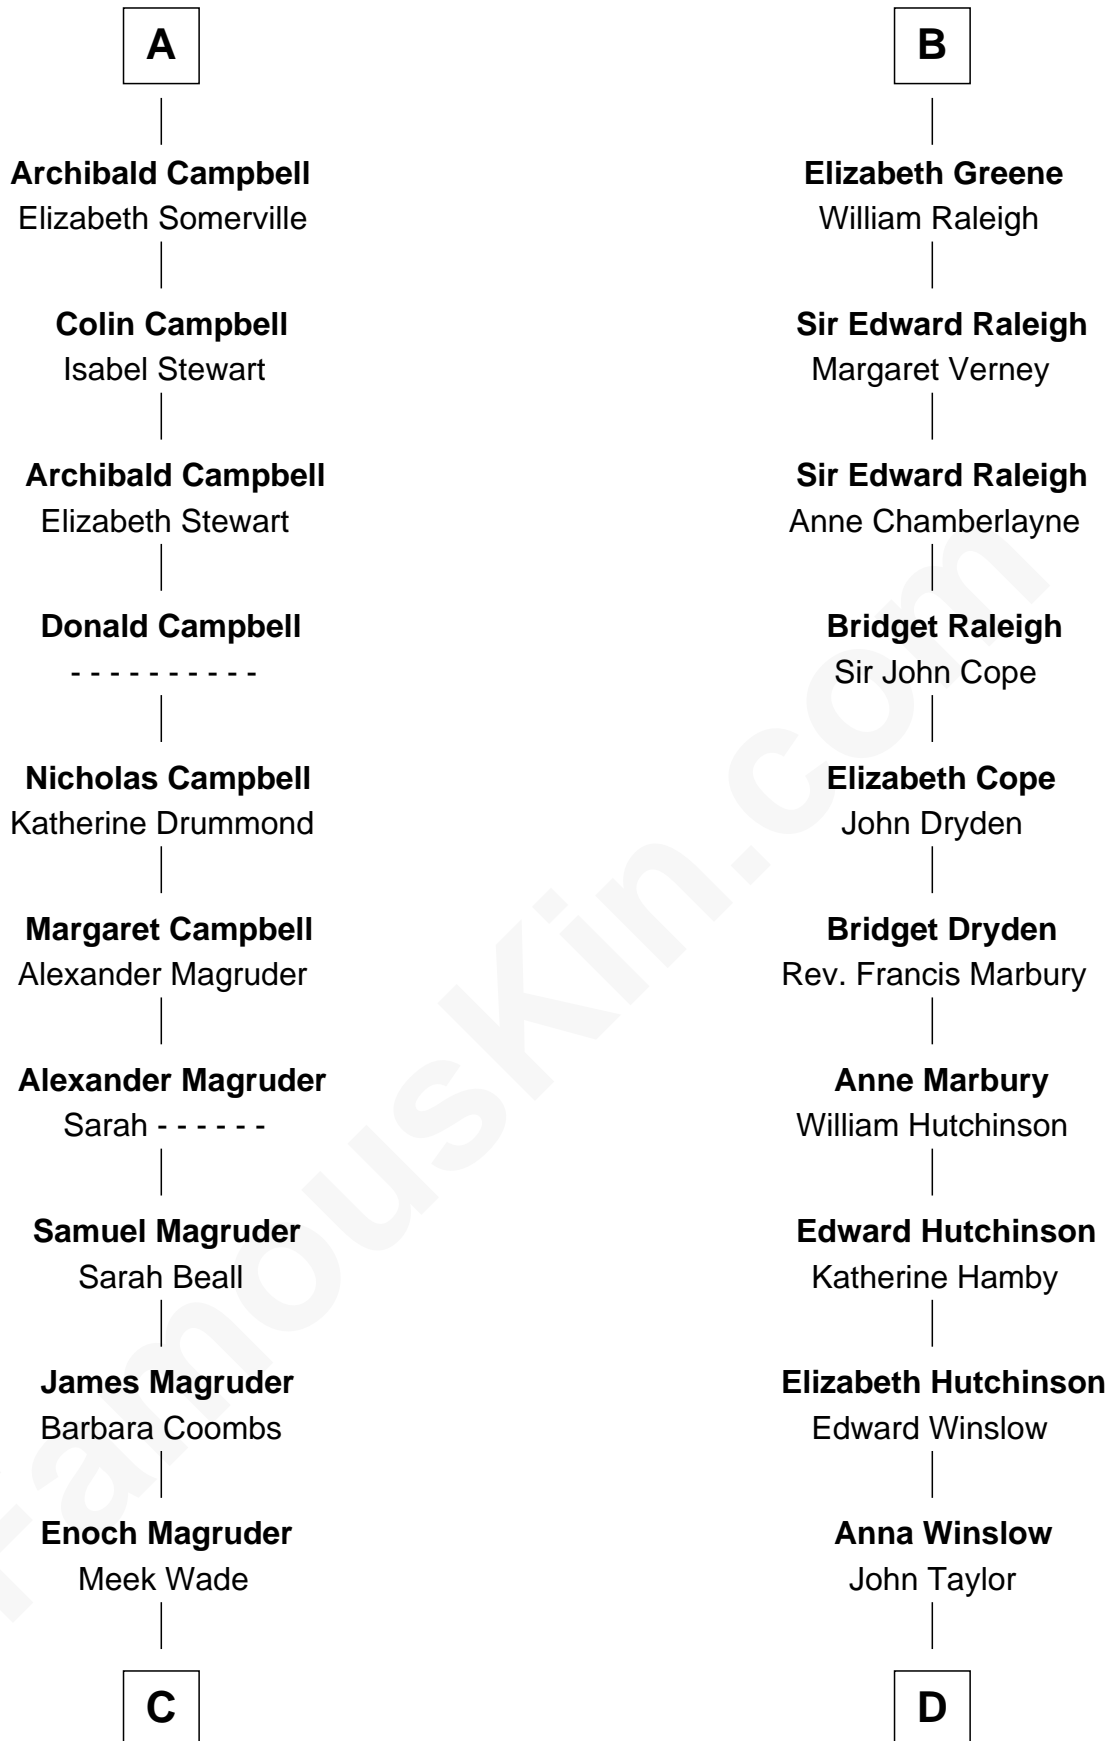 A
Archibald Campbell
Elizabeth Somerville
Colin Campbell
Isabel Stewart
Archibald Campbell
Elizabeth Stewart
Donald Campbell
- - - - - - - - - -
Nicholas Campbell
Katherine Drummond
Margaret Campbell
Alexander Magruder
Alexander Magruder
Sarah - - - - - -
Samuel Magruder
Sarah Beall
James Magruder
Barbara Coombs
Enoch Magruder
Meek Wade
C
B
Elizabeth Greene
William Raleigh
Sir Edward Raleigh
Margaret Verney
Sir Edward Raleigh
Anne Chamberlayne
Bridget Raleigh
Sir John Cope
Elizabeth Cope
John Dryden
Bridget Dryden
Rev. Francis Marbury
Anne Marbury
William Hutchinson
Edward Hutchinson
Katherine Hamby
Elizabeth Hutchinson
Edward Winslow
Anna Winslow
John Taylor
D
FamousKin.com